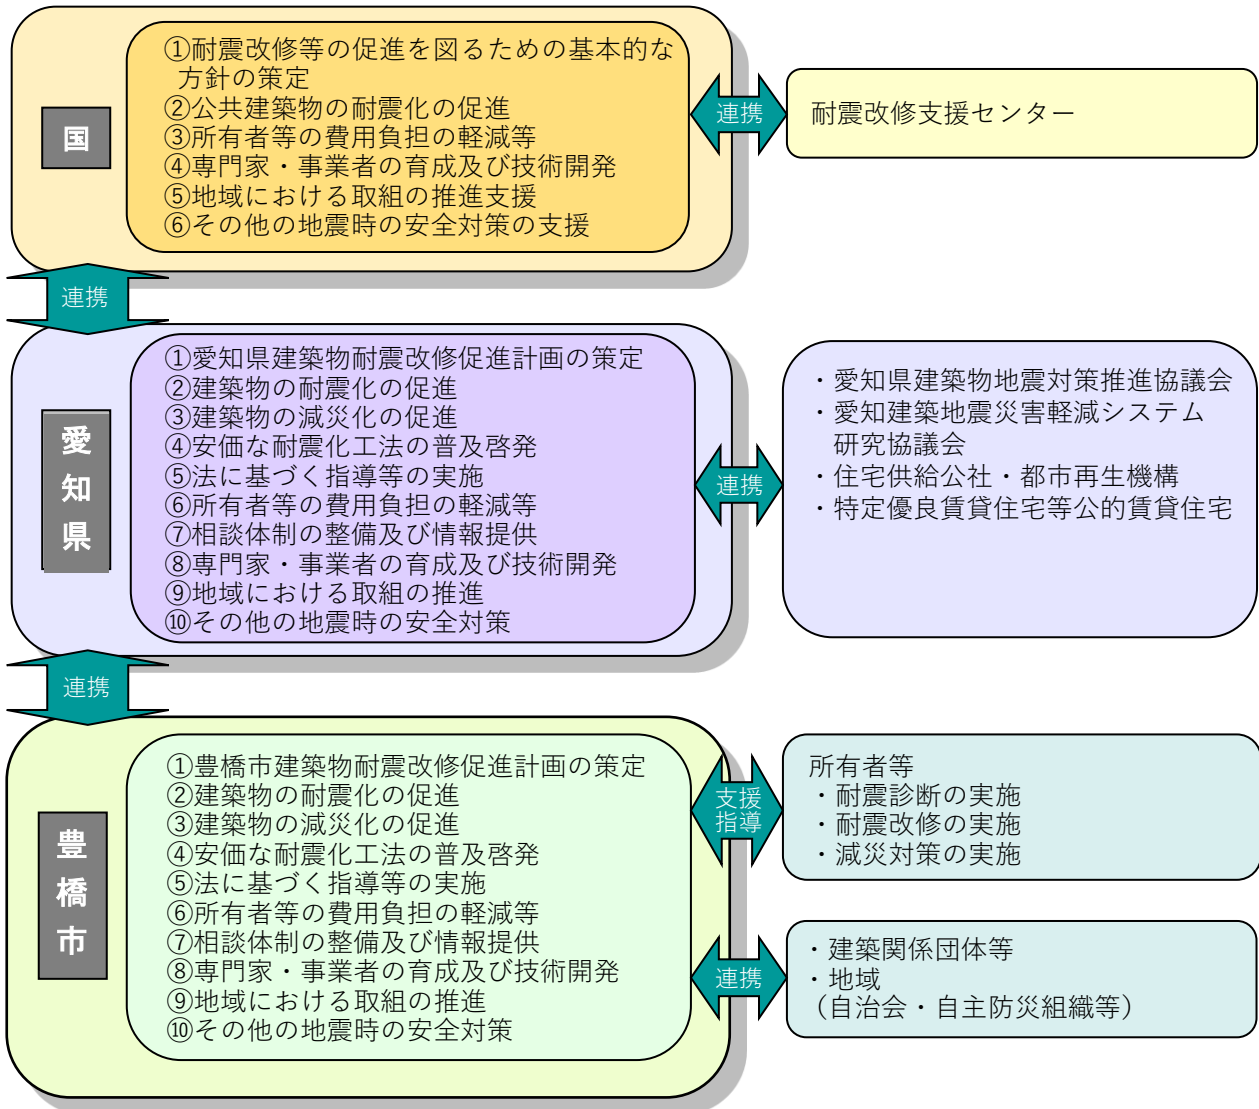 国
①耐震改修等の促進を図るための基本的な
方針の策定
②公共建築物の耐震化の促進
③所有者等の費用負担の軽減等
④専門家・事業者の育成及び技術開発
⑤地域における取組の推進支援
⑥その他の地震時の安全対策の支援
連携
耐震改修支援センター
連携
愛知県
①愛知県建築物耐震改修促進計画の策定
②建築物の耐震化の促進
③建築物の減災化の促進
④安価な耐震化工法の普及啓発
⑤法に基づく指導等の実施
⑥所有者等の費用負担の軽減等
⑦相談体制の整備及び情報提供
⑧専門家・事業者の育成及び技術開発
⑨地域における取組の推進
⑩その他の地震時の安全対策
連携
・愛知県建築物地震対策推進協議会
・愛知建築地震災害軽減システム
研究協議会
・住宅供給公社・都市再生機構
・特定優良賃貸住宅等公的賃貸住宅
連携
豊橋市
①豊橋市建築物耐震改修促進計画の策定
②建築物の耐震化の促進
③建築物の減災化の促進
④安価な耐震化工法の普及啓発
⑤法に基づく指導等の実施
⑥所有者等の費用負担の軽減等
⑦相談体制の整備及び情報提供
⑧専門家・事業者の育成及び技術開発
⑨地域における取組の推進
⑩その他の地震時の安全対策
支援
指導
所有者等
・耐震診断の実施
・耐震改修の実施
・減災対策の実施
連携
・建築関係団体等
・地域
（自治会・自主防災組織等）